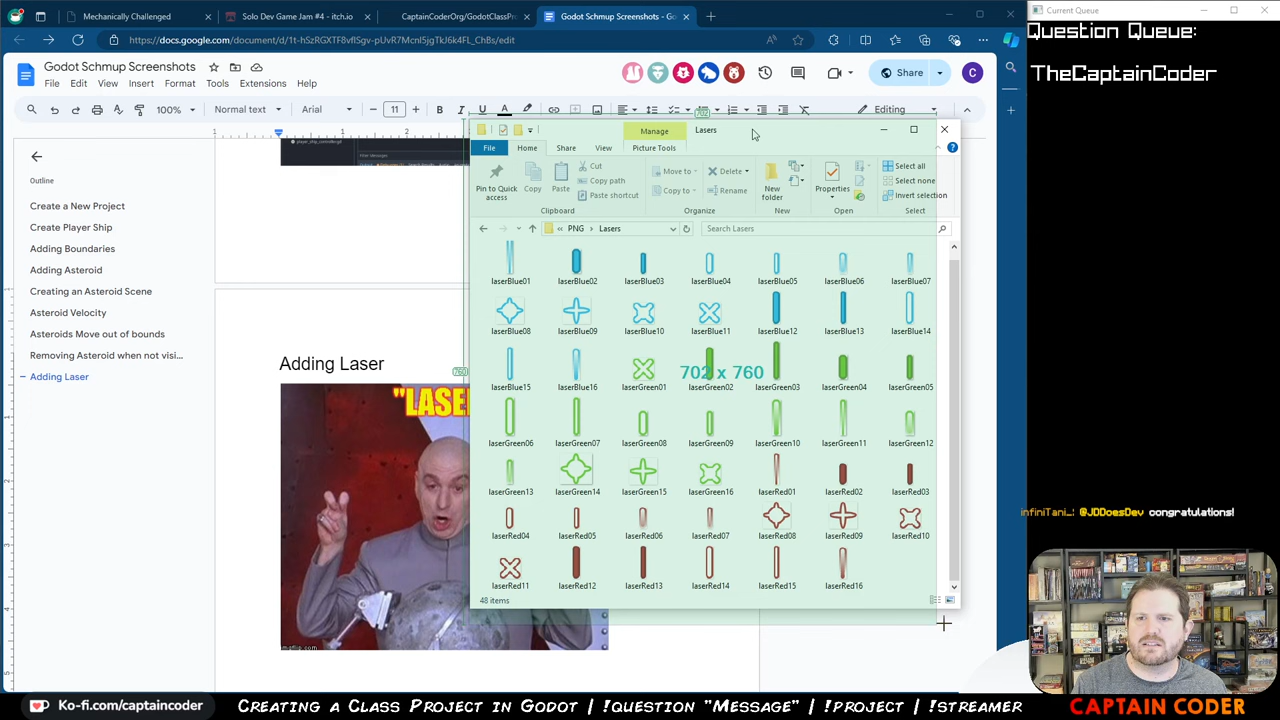 Mechanically Challenged
Solo Dev Game Jam #4 - itch.io
CaptainCoderOrg/GodotClassPr
Godot Schmup Screenshots - Go
Current Queue
https://docs.google.com/document/d/1t-hSzRGXTF8vflSgv-pUvR7McnI5jgTkJ6k4FL_ChBs/edit
Question Queue:
TheCaptainCoder
Godot Schmup Screenshots
File Edit View Insert Format Tools Extensions Help
Share
C
100%
Normal text
Arial
11
B I U A
Editing
702
Manage
Lasers
File Home Share View Picture Tools
Pin to Quick access
Copy
Paste
Cut
Copy path
Paste shortcut
Clipboard
Move to
Copy to
Delete
Rename
Organize
New folder
New
Properties
Open
Select all
Select none
Invert selection
Select
PNG
Lasers
Search Lasers
Outline
Create a New Project
Create Player Ship
Adding Boundaries
Adding Asteroid
Creating an Asteroid Scene
Asteroid Velocity
Asteroids Move out of bounds
Removing Asteroid when not visi...
Adding Laser
Adding Laser
"LASE
760
702 x 760
laserBlue01 laserBlue02 laserBlue03 laserBlue04 laserBlue05 laserBlue06 laserBlue07
laserBlue08 laserBlue09 laserBlue10 laserBlue11 laserBlue12 laserBlue13 laserBlue14
laserBlue15 laserBlue16 laserGreen01 laserGreen02 laserGreen03 laserGreen04 laserGreen05
laserGreen06 laserGreen07 laserGreen08 laserGreen09 laserGreen10 laserGreen11 laserGreen12
laserGreen13 laserGreen14 laserGreen15 laserGreen16 laserRed01 laserRed02 laserRed03
laserRed04 laserRed05 laserRed06 laserRed07 laserRed08 laserRed09 laserRed10
laserRed11 laserRed12 laserRed13 laserRed14 laserRed15 laserRed16
48 items
imgflip.com
infiniTani_: @JDDoesDev congratulations!
Ko-fi.com/captaincoder
Creating a Class Project in Godot | !question "Message" | !project | !streamer
CAPTAIN CODER